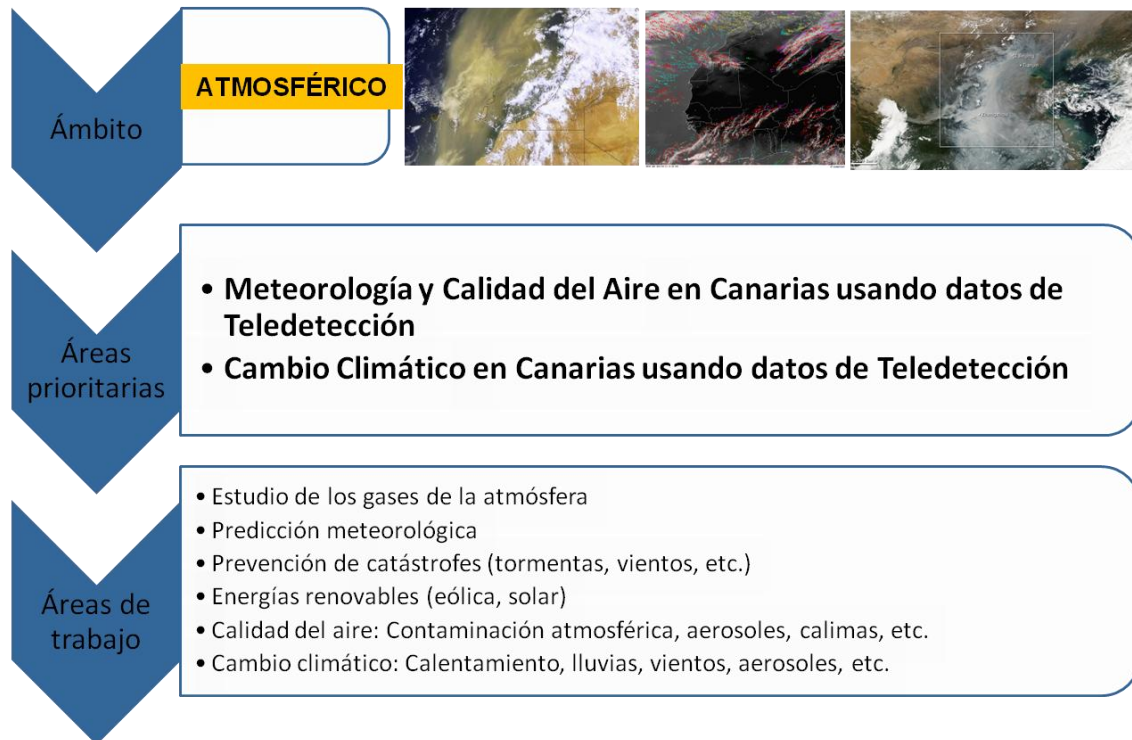 ATMOSFÉRICO
Ámbito
• Meteorología y Calidad del Aire en Canarias usando datos de
Teledetección
• Cambio Climático en Canarias usando datos de Teledetección
Áreas
prioritarias
• Estudio de los gases de la atmósfera
• Predicción meteorológica
• Prevención de catástrofes (tormentas, vientos, etc.)
• Energías renovables (eólica, solar)
• Calidad del aire: Contaminación atmosférica, aerosoles, calimas, etc.
• Cambio climático: Calentamiento, lluvias, vientos, aerosoles, etc.
Áreas de
trabajo